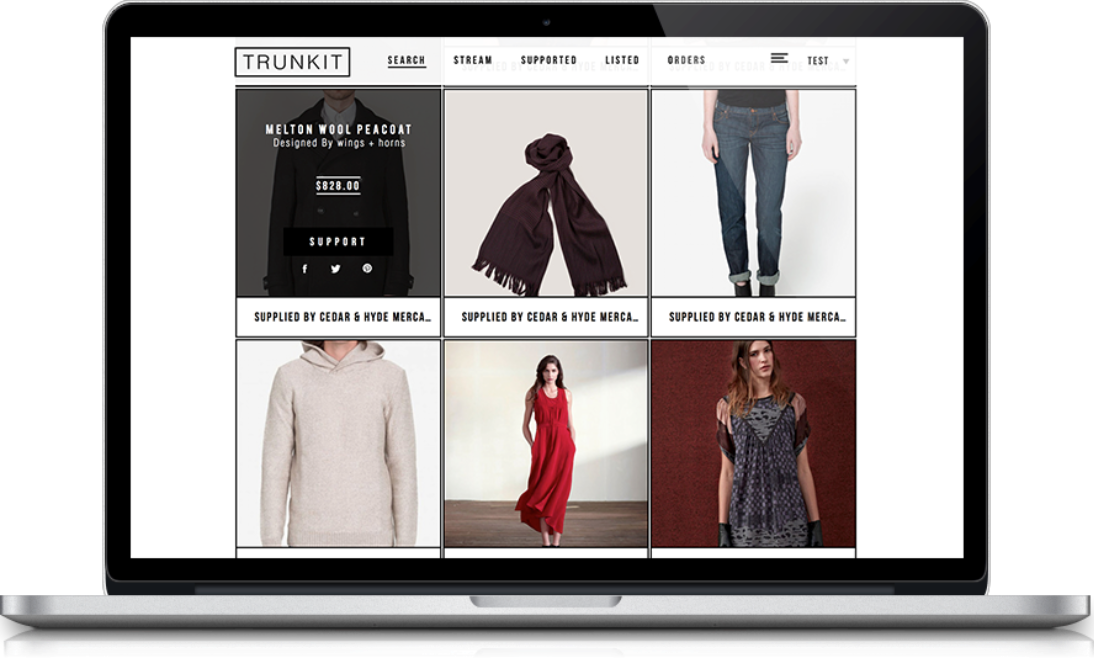 TRUNKIT
SEARCH
STREAM
SUPPORTED
LISTED
ORDERS
TEST
MELTON WOOL PEACOAT
Designed By wings + horns
$828.00
SUPPORT
SUPPLIED BY CEDAR & HYDE MERCA...
SUPPLIED BY CEDAR & HYDE MERCA...
SUPPLIED BY CEDAR & HYDE MERCA...